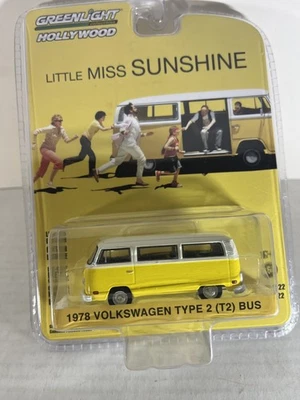 GREENLIGHT
HOLLYWOOD
LITTLE MISS SUNSHINE
1978 VOLKSWAGEN TYPE 2 (T2) BUS